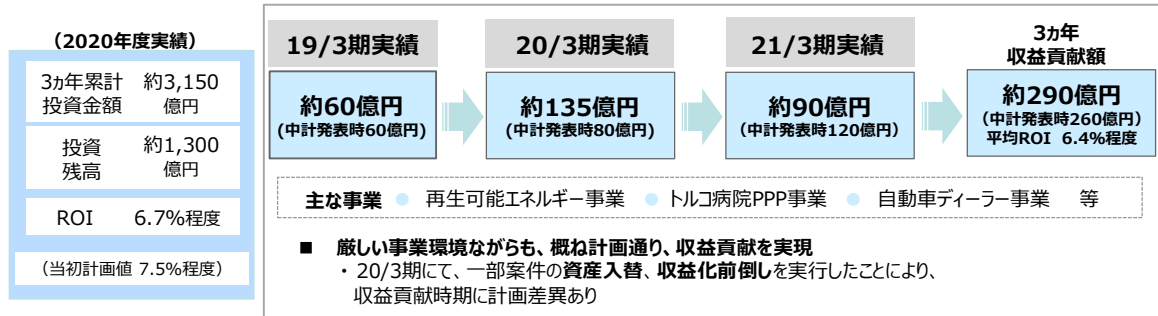 （2020年度実績）
3ヵ年累計
投資金額
約3,150
億円
投資
残高
約1,300
億円
ROI 6.7%程度
（当初計画値 7.5%程度）
19/3期実績
約60億円
(中計発表時60億円)
20/3期実績
約135億円
(中計発表時80億円)
21/3期実績
約90億円
(中計発表時120億円)
3ヵ年
収益貢献額
約290億円
(中計発表時260億円)
平均ROI 6.4%程度
主な事業 ● 再生可能エネルギー事業 ● トルコ病院PPP事業 ● 自動車ディーラー事業 等
■ 厳しい事業環境ながらも、概ね計画通り、収益貢献を実現
・ 20/3期にて、一部案件の資産入替、収益化前倒しを実行したことにより、
収益貢献時期に計画差異あり